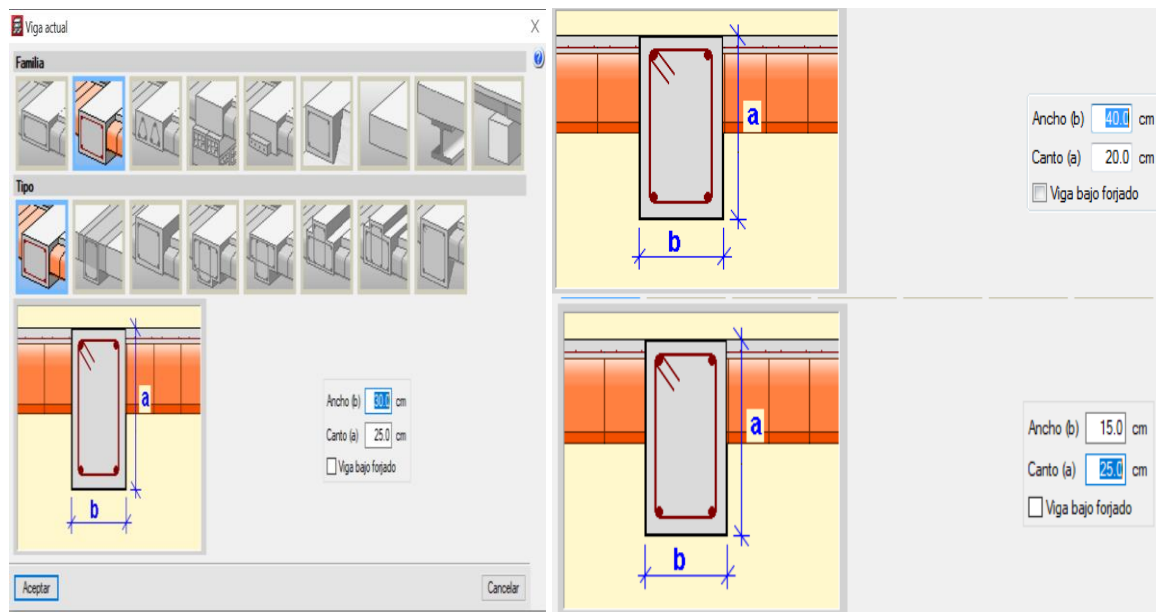 Viga actual
Familia
Tipo
a
b
Ancho (b) 30.0 cm
Canto (a) 25.0 cm
Viga bajo forjado
Aceptar
Cancelar
a
b
Ancho (b) 40.0 cm
Canto (a) 20.0 cm
Viga bajo forjado
a
b
Ancho (b) 15.0 cm
Canto (a) 25.0 cm
Viga bajo forjado